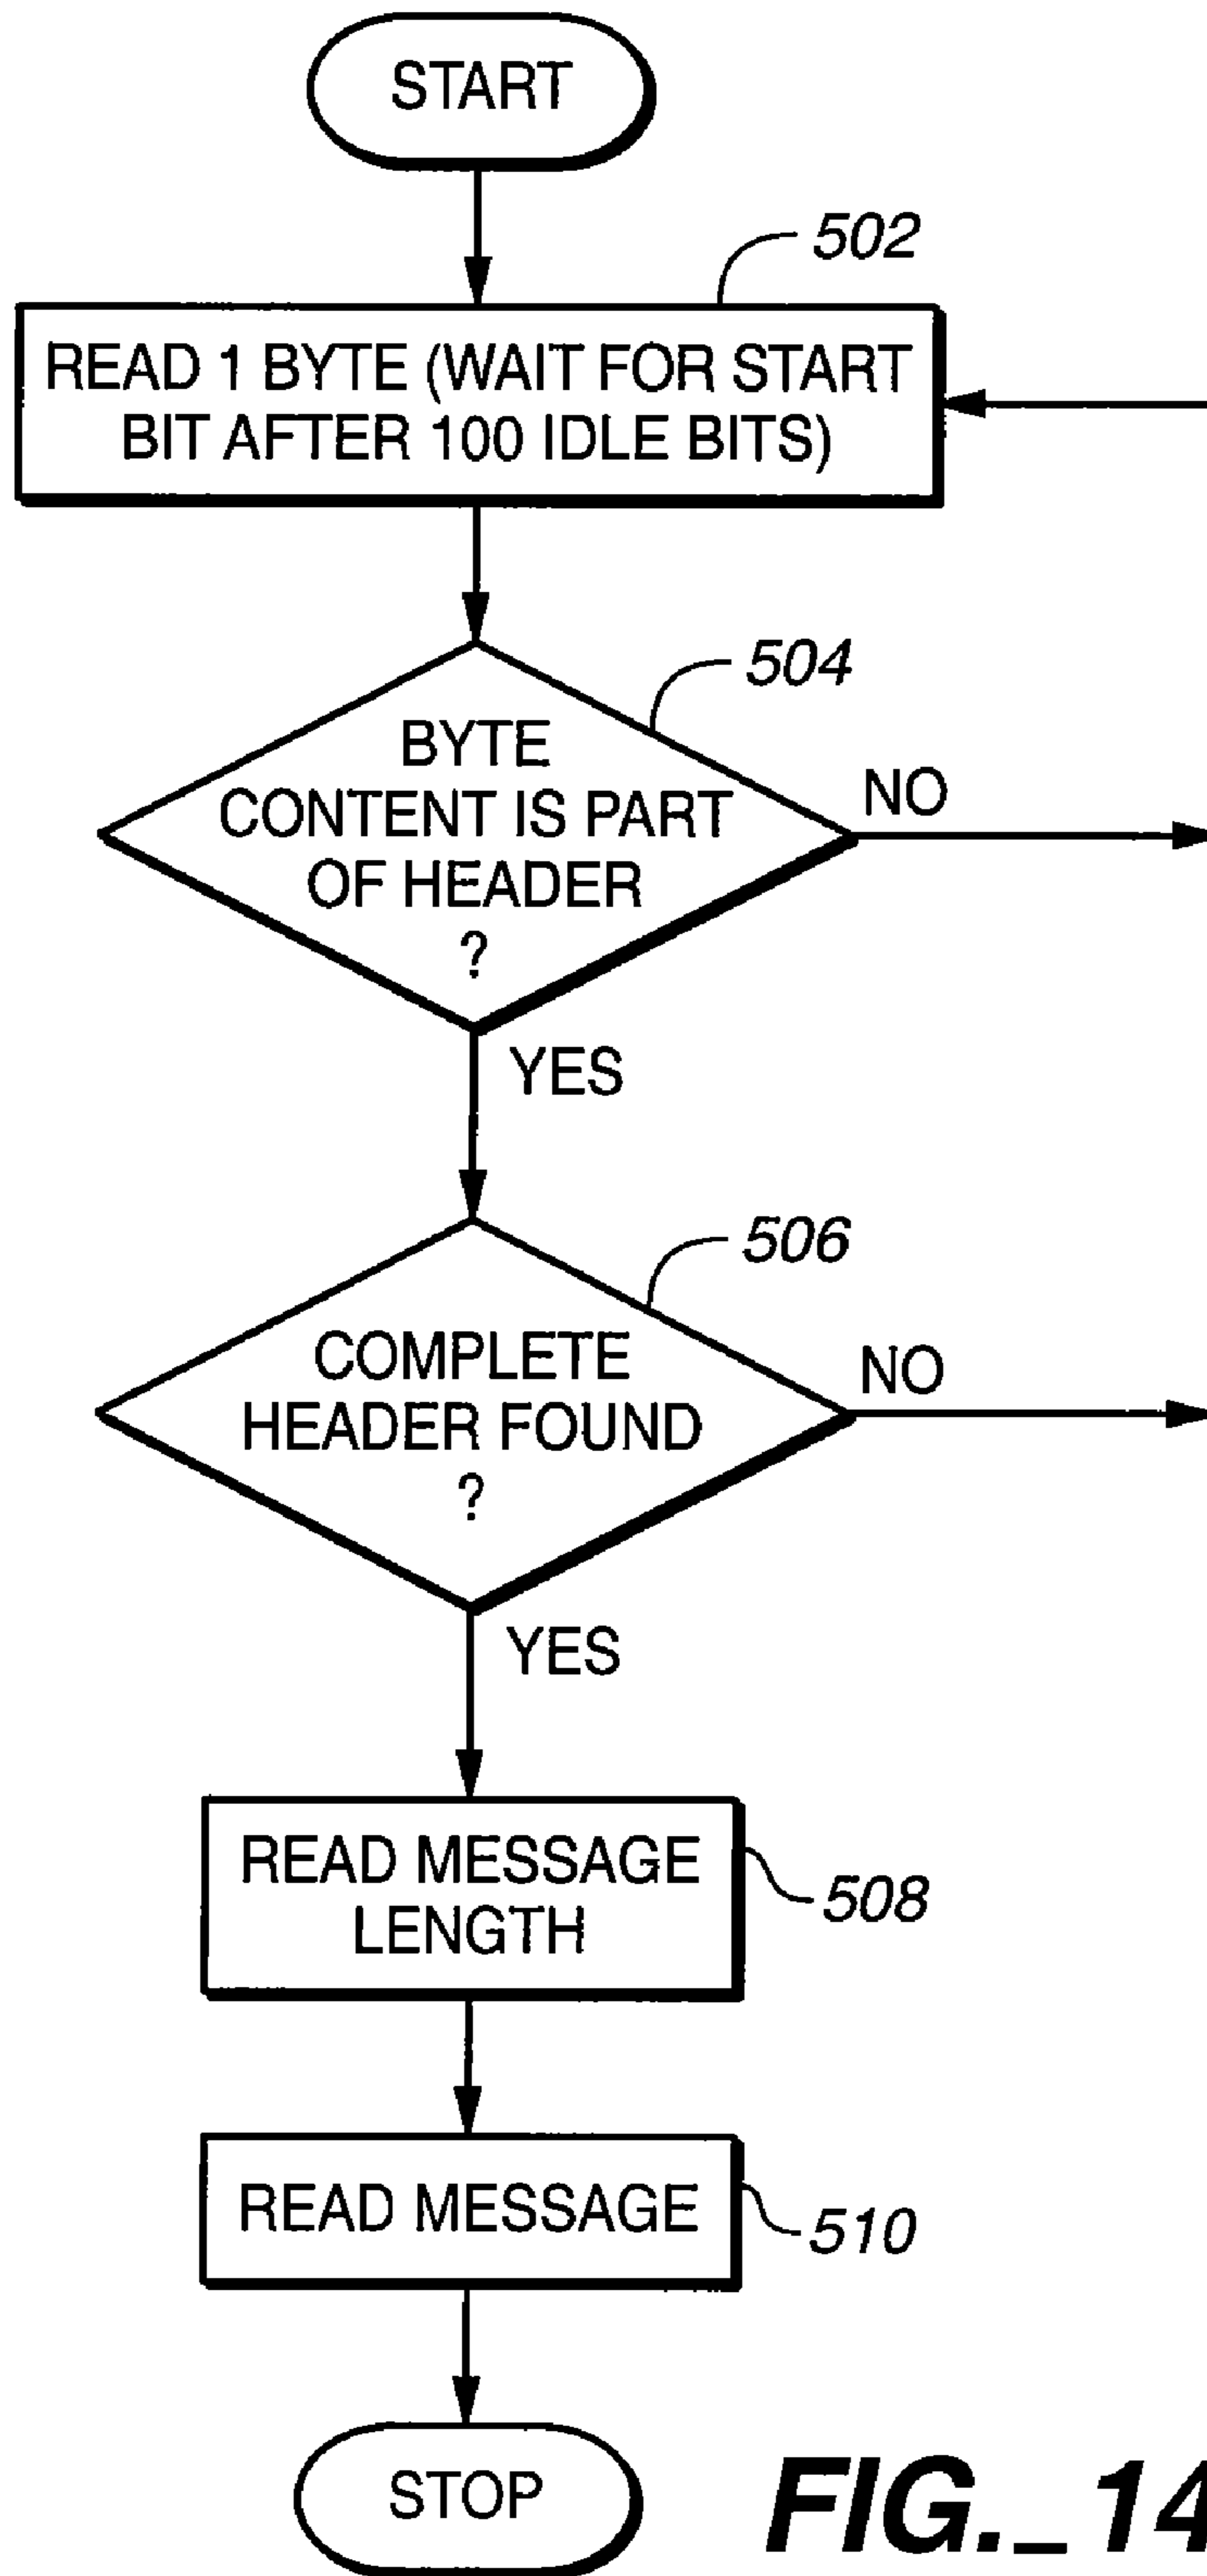 START
502
READ 1 BYTE (WAIT FOR START
BIT AFTER 100 IDLE BITS)
504
BYTE
CONTENT IS PART
OF HEADER
?
NO
YES
506
COMPLETE
HEADER FOUND
?
NO
YES
READ MESSAGE
LENGTH
508
READ MESSAGE
510
STOP
FIG._14